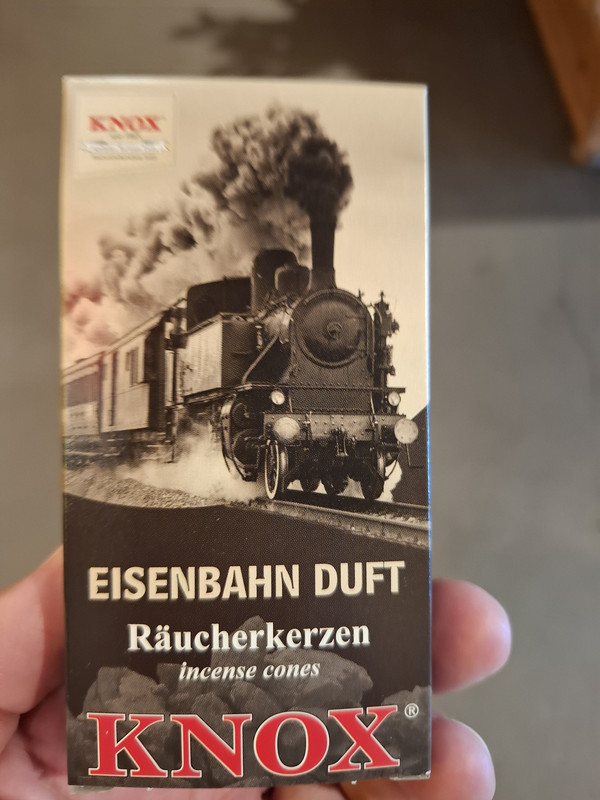 KNOX
EISENBAHN DUFT
Räucherkerzen
incense cones
KNOX®